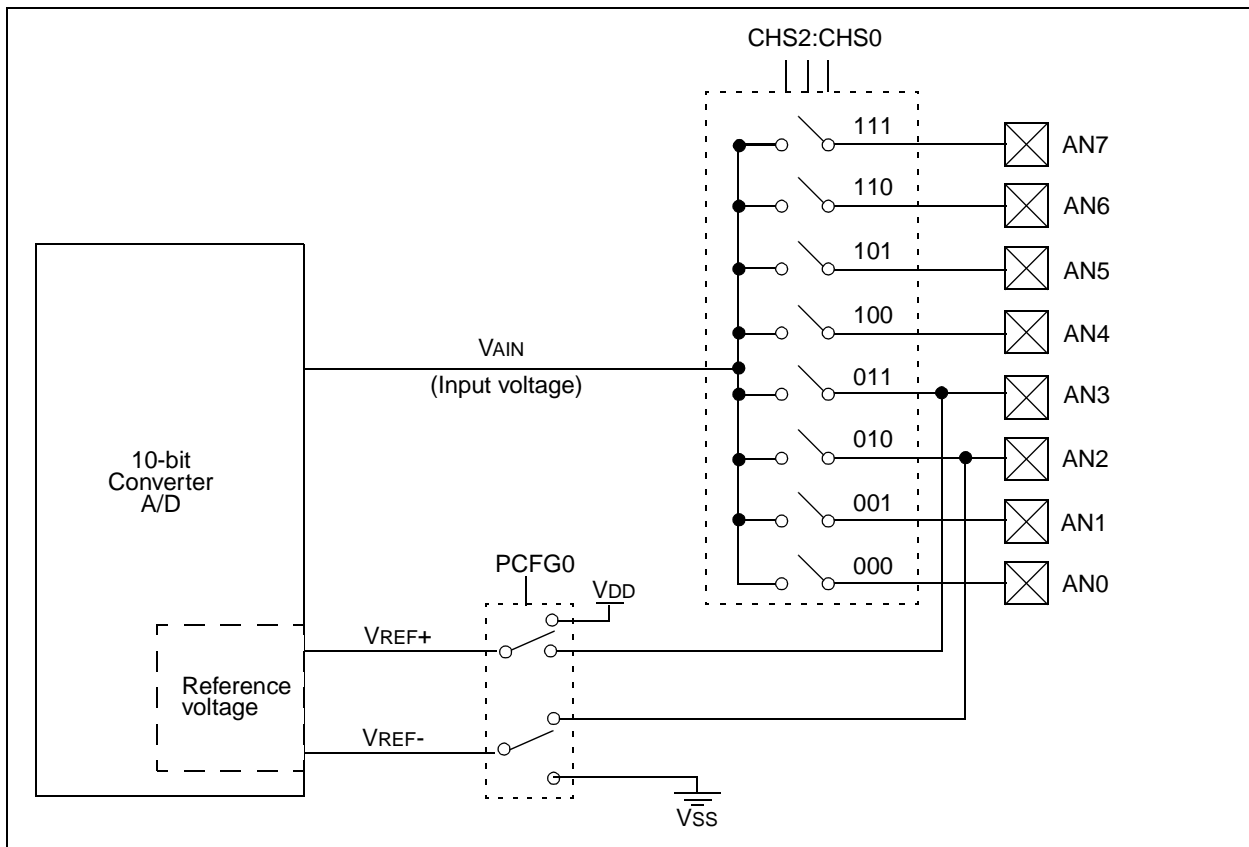 CHS2:CHS0
111
AN7
110
AN6
101
AN5
100
AN4
VAIN
(Input voltage)
011
AN3
010
AN2
10-bit
Converter
A/D
001
AN1
PCFG0
000
AN0
VDD
VREF+
Reference
voltage
VREF-
VSS